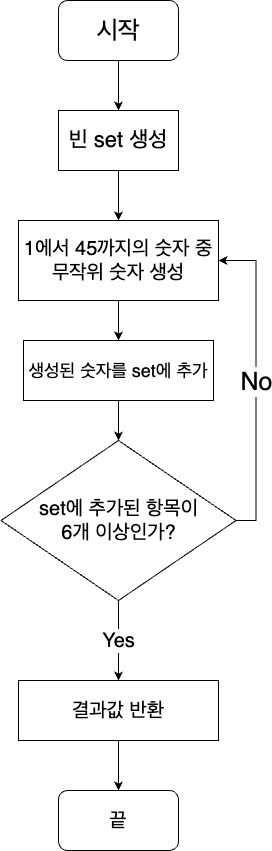 시작
빈 set 생성
1에서 45까지의 숫자 중
무작위 숫자 생성
생성된 숫자를 set에 추가
No
set에 추가된 항목이
6개 이상인가?
Yes
결과값 반환
끝